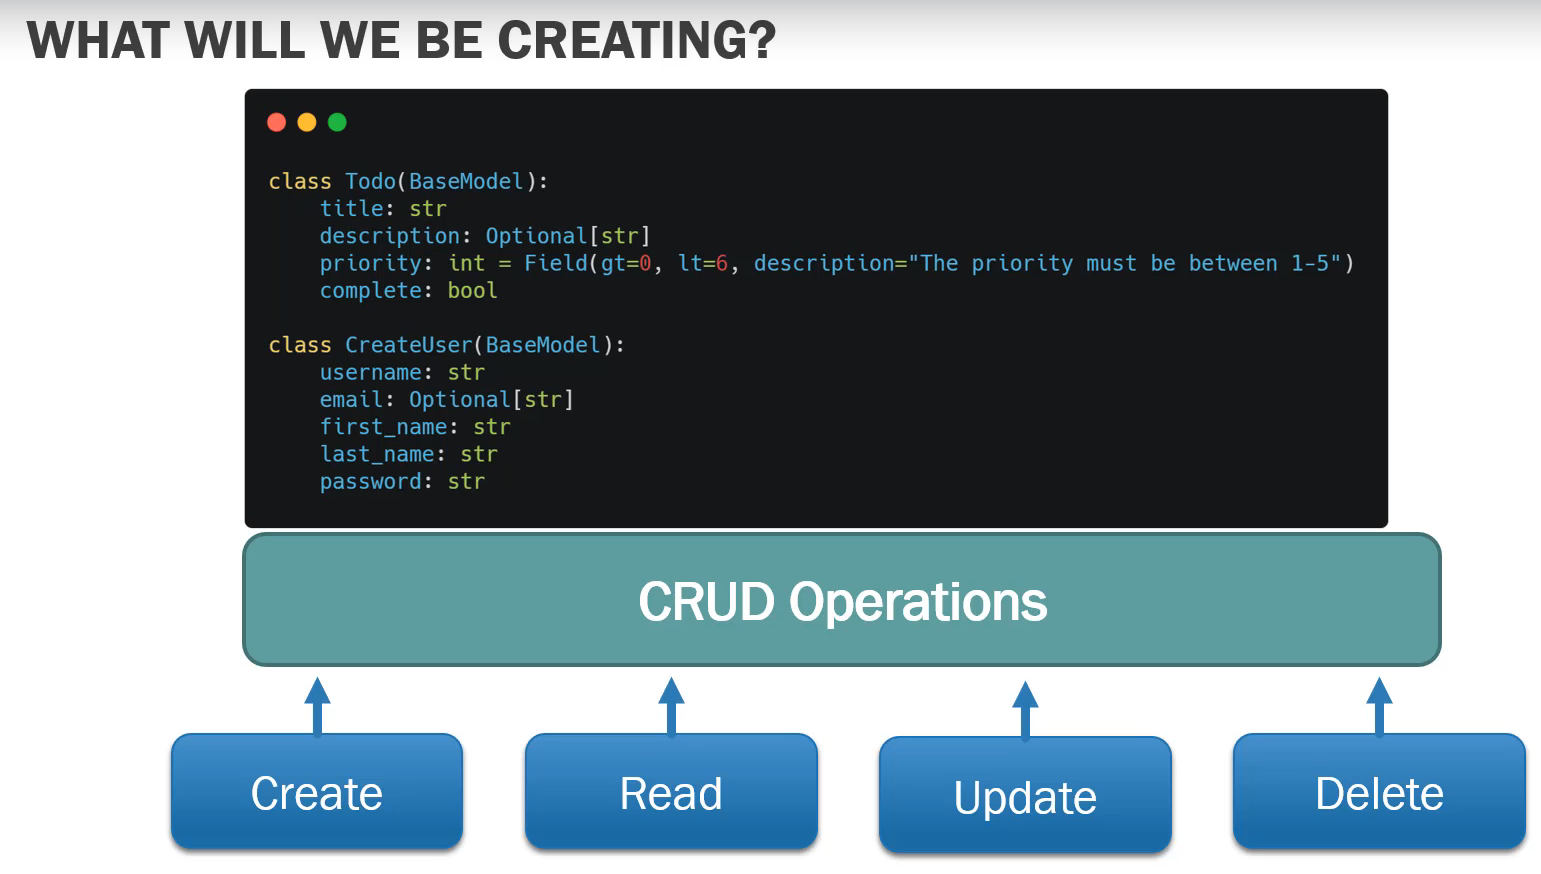 WHAT WILL WE BE CREATING?
class Todo(BaseModel):
    title: str
    description: Optional[str]
    priority: int = Field(gt=0, lt=6, description="The priority must be between 1-5")
    complete: bool
class CreateUser(BaseModel):
    username: str
    email: Optional[str]
    first_name: str
    last_name: str
    password: str
CRUD Operations
Create
Read
Update
Delete